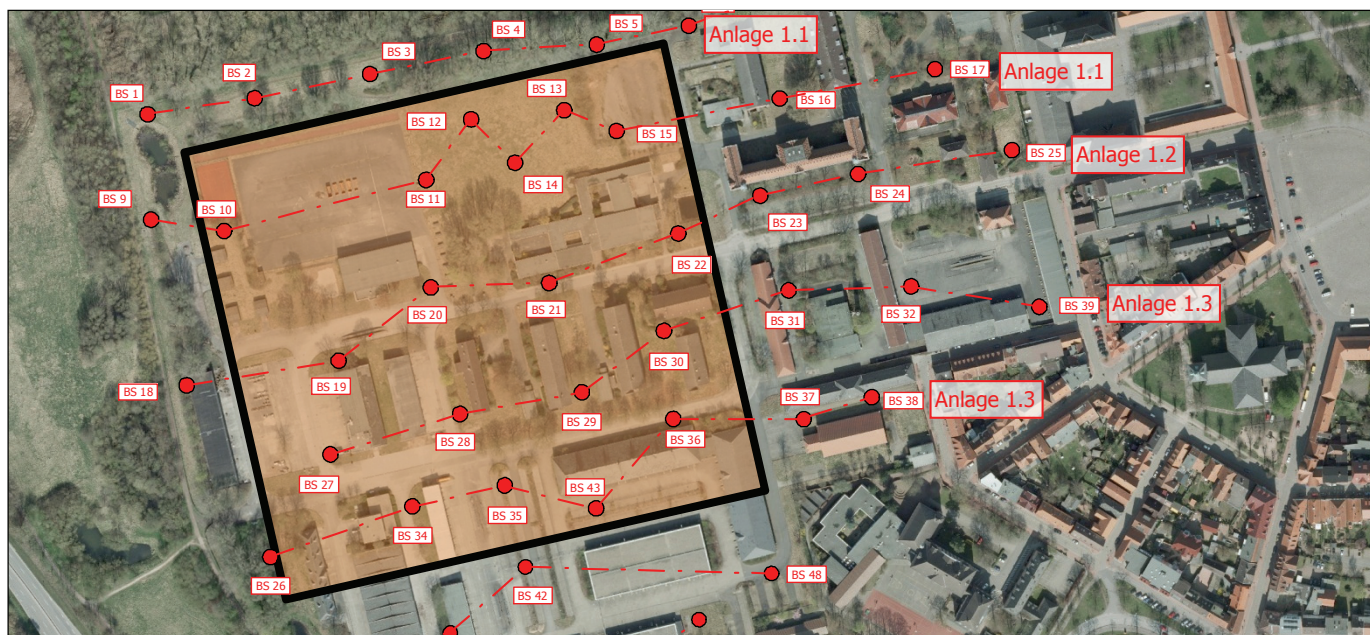 BS 5
Anlage 1.1
BS 4
BS 3
BS 2
BS 1
BS 17
Anlage 1.1
BS 16
BS 13
BS 12
BS 15
BS 14
BS 11
BS 25
Anlage 1.2
BS 24
BS 23
BS 9
BS 10
BS 22
BS 21
BS 20
BS 39
Anlage 1.3
BS 32
BS 31
BS 30
BS 19
BS 18
BS 38
Anlage 1.3
BS 37
BS 36
BS 29
BS 28
BS 27
BS 43
BS 35
BS 34
BS 26
BS 42
BS 48